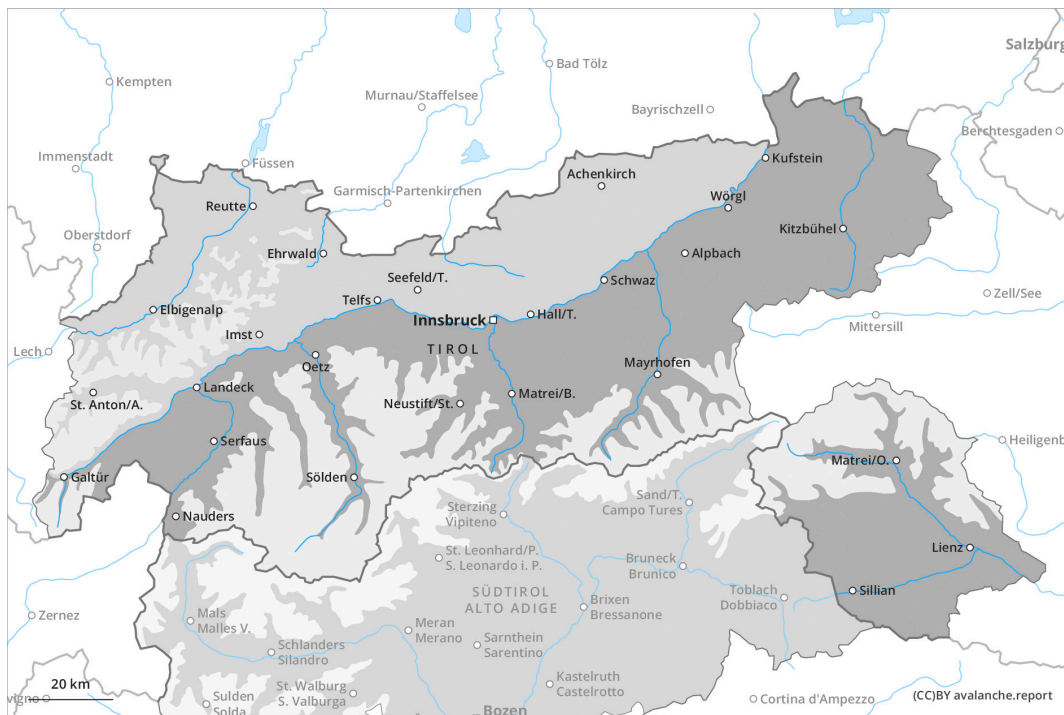 Salzburg
Bad Tölz
Kempten
Murnau/Staffelsee
Bayrischzell
Berchtesgaden
Immenstadt
Füssen
Kufstein
Achenkirch
Garmisch-Partenkirchen
Reutte
Wörgl
Kitzbühel
Oberstdorf
Ehrwald
Alpbach
Seefeld/T.
Schwaz
Zell/See
Telfs
Elbigenalp
Innsbruck
Hall/T.
Mittersill
Imst
TIROL
Lech
Oetz
Mayrhofen
Landeck
St. Anton/A.
Neustift/St.
Matrei/B.
Serfaus
Heiligenb
Matrei/O.
Galtür
Sölden
Sand/T.
Campo Tures
Sterzing
Vipiteno
Nauders
Lienz
St. Leonhard/P.
S. Leonardo i. P.
Bruneck
Brunico
SÜDTIROL
ALTO ADIGE
Sillian
Toblach
Dobbiaco
Brixen
Bressanone
Zernez
Mals
Malles V.
Meran
Merano
Sarnthein
Sarentino
Schlanders
Silandro
Kastelruth
Castelrotto
20 km
St. Walburg
S. Valburga
vigno
Sulden
Solda
Cortina d'Ampezzo
(CC)BY avalanche.report
Bozen